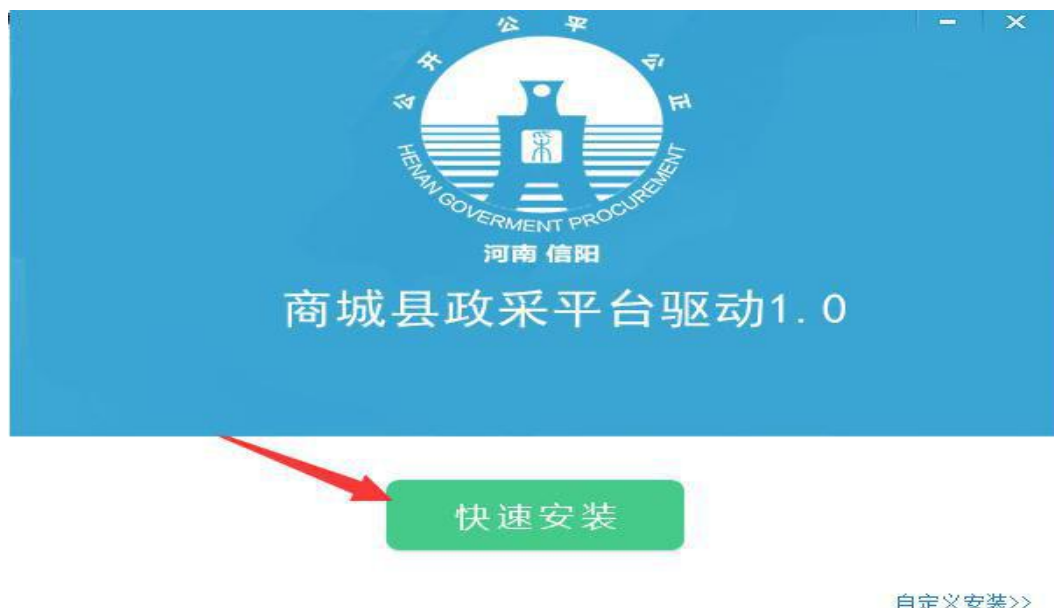 公开公平公正
采
HENAN GOVERMENT PROCUREMENT
河南 信阳
商城县政采平台驱动1.0
快速安装
自定义安装>>